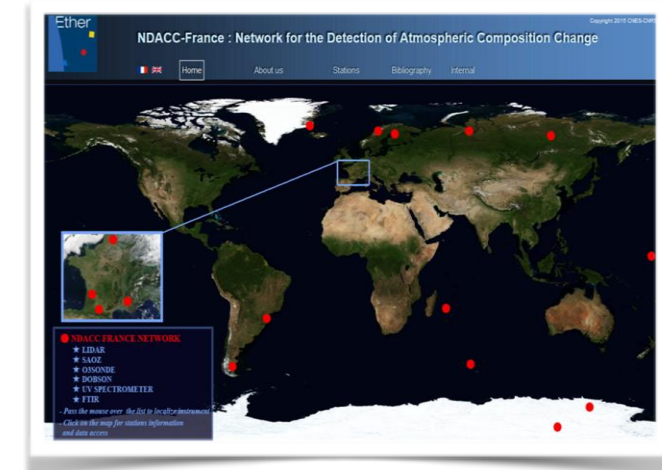 Ether
Copyright 2015 CNES-CNRS
NDACC-France : Network for the Detection of Atmospheric Composition Change
Home
About us
Stations
Bibliography
Internal
NDACC FRANCE NETWORK
★ LIDAR
★ SAOZ
★ O3SONDE
★ DOBSON
★ UV SPECTROMETER
★ FTIR
- Pass the mouse over the list to localize instrument
- Click on the map for stations information
and data access